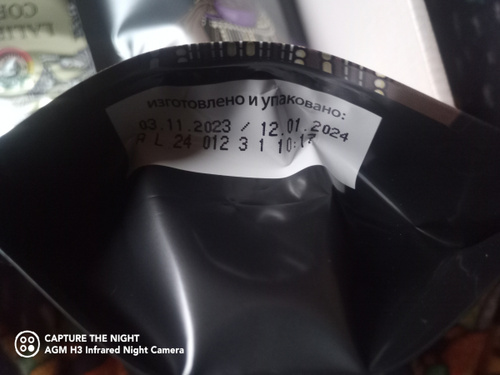 изготовлено и упаковано:
03.11.2023 / 12.01.2024
A L 24 012 3 1 10:17
CAPTURE THE NIGHT
AGM H3 Infrared Night Camera